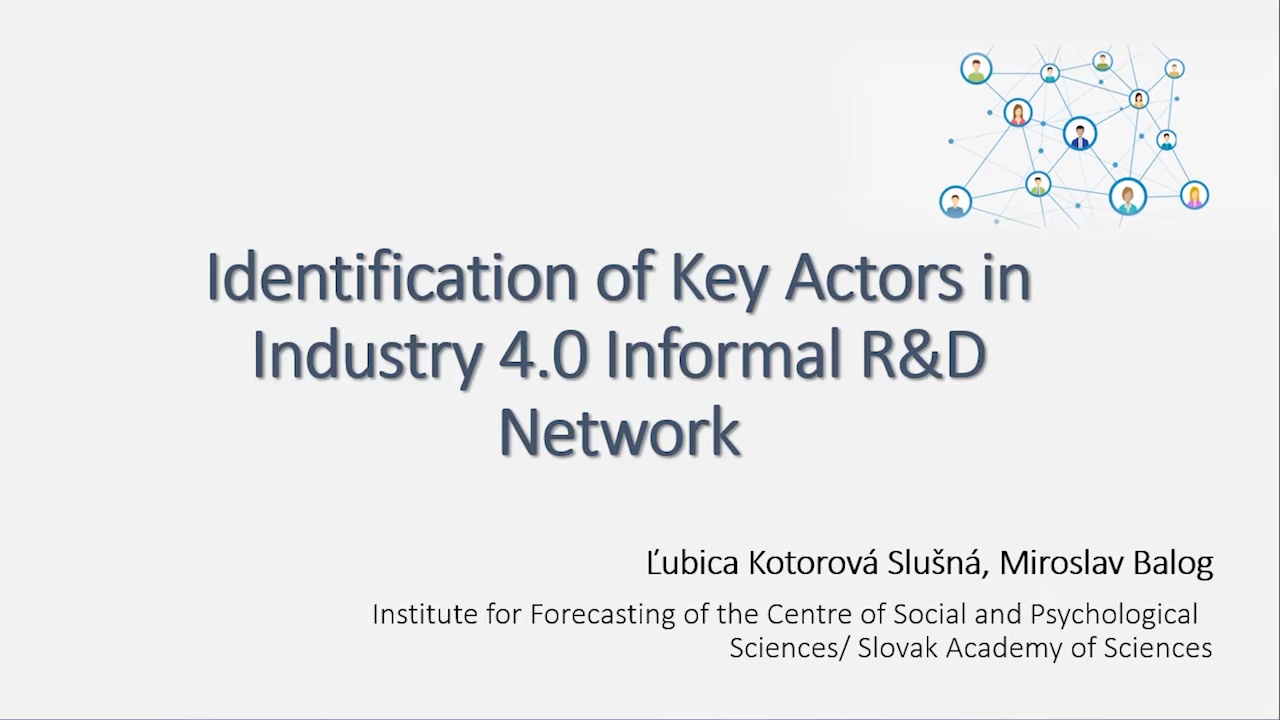 Identification of Key Actors in
Industry 4.0 Informal R&D
Network
Ľubica Kotorová Slušná, Miroslav Balog
Institute for Forecasting of the Centre of Social and Psychological
Sciences/ Slovak Academy of Sciences